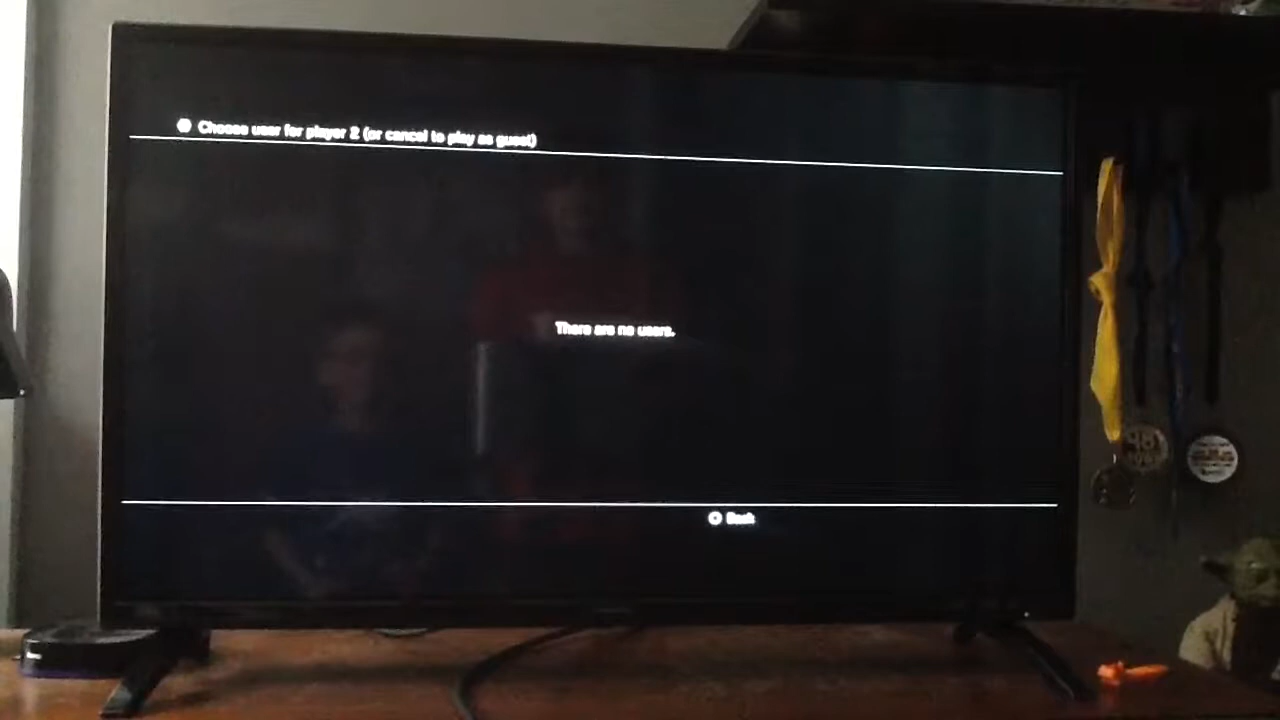 Choose user for player 2 (or cancel to play as guest)
There are no users.
Back